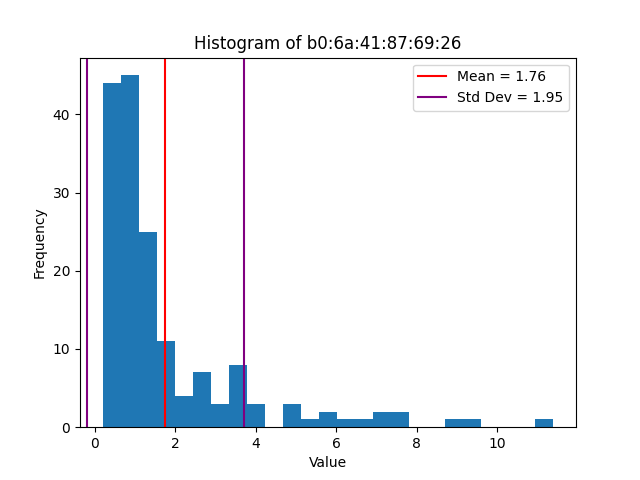 Histogram of b0:6a:41:87:69:26
Mean = 1.76
Std Dev = 1.95
Frequency
40
30
20
10
0
0 2 4 6 8 10
Value